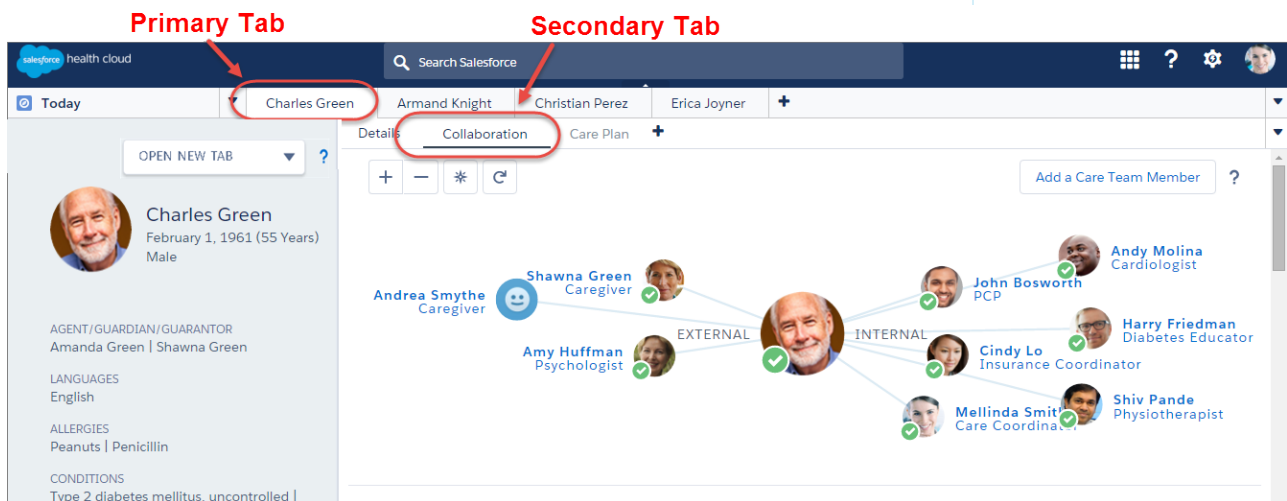 Primary Tab
Secondary Tab
salesforce health cloud
Search Salesforce
Today
Charles Green
Armand Knight
Christian Perez
Erica Joyner
Details
Collaboration
Care Plan
OPEN NEW TAB
Add a Care Team Member
Charles Green
February 1, 1961 (55 Years)
Male
AGENT/GUARDIAN/GUARANTOR
Amanda Green | Shawna Green
LANGUAGES
English
ALLERGIES
Peanuts | Penicillin
CONDITIONS
Type 2 diabetes mellitus, uncontrolled |
Andrea Smythe
Caregiver
Shawna Green
Caregiver
Amy Huffman
Psychologist
EXTERNAL
INTERNAL
John Bosworth
PCP
Andy Molina
Cardiologist
Harry Friedman
Diabetes Educator
Cindy Lo
Insurance Coordinator
Mellinda Smith
Care Coordinator
Shiv Pande
Physiotherapist